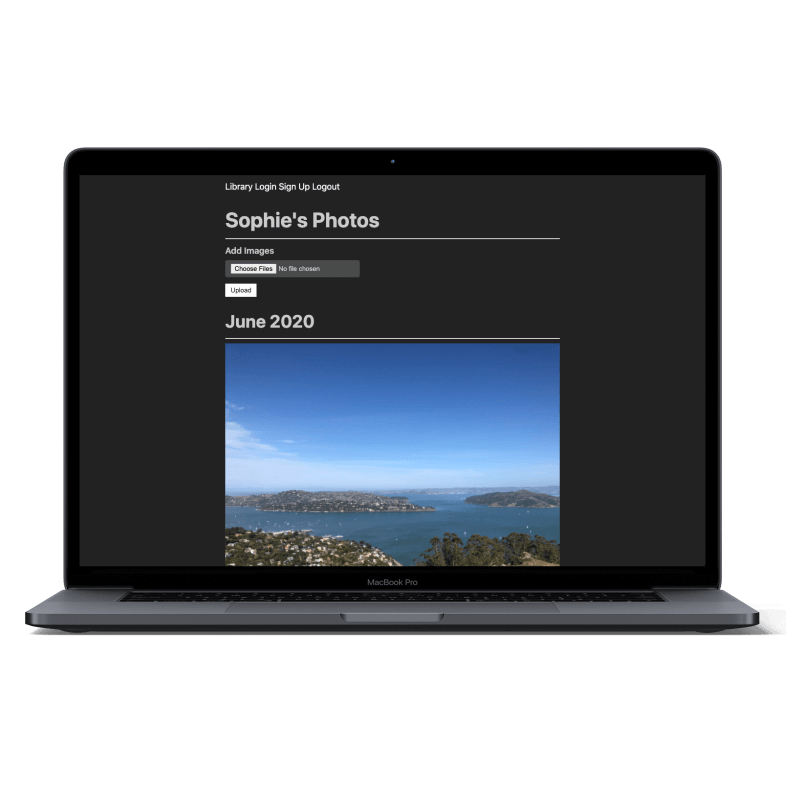 Library Login Sign Up Logout
Sophie's Photos
Add Images
Choose Files No file chosen
Upload
June 2020
MacBook Pro